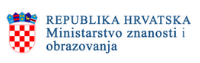 REPUBLIKA HRVATSKA
Ministarstvo znanosti i
obrazovanja